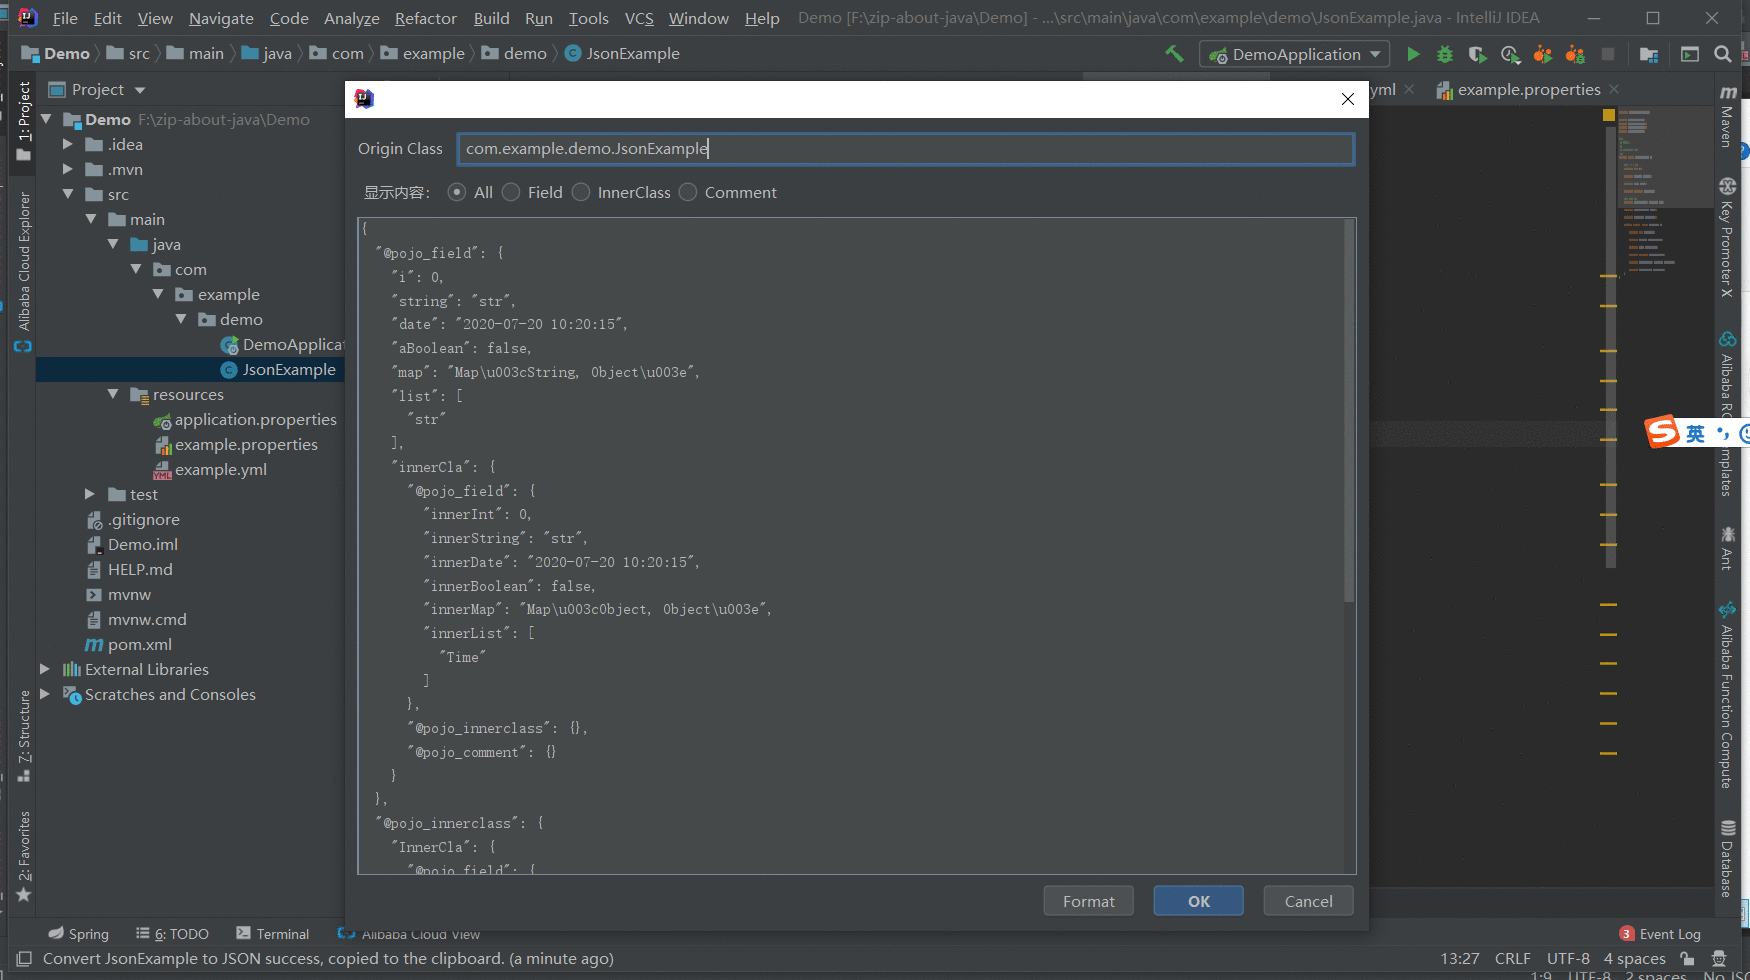 File Edit View Navigate Code Analyze Refactor Build Run Tools VCS Window Help Demo [F:\zip-about-java\Demo] - ...\src\main\java\com\example\demo\JsonExample.java - IntelliJ IDEA
Demo src main java com example demo JsonExample DemoApplication
Project
yml example.properties
1: Project
Alibaba Cloud Explorer
7: Structure
2: Favorites
Demo F:\zip-about-java\Demo
.idea
.mvn
src
main
java
com
example
demo
DemoApplicat
JsonExample
resources
application.properties
example.properties
example.yml
test
.gitignore
Demo.iml
HELP.md
mvnw
mvnw.cmd
pom.xml
External Libraries
Scratches and Consoles
Origin Class com.example.demo.JsonExample
显示内容: All Field InnerClass Comment
{
"@pojo_field": {
"i": 0,
"string": "str",
"date": "2020-07-20 10:20:15",
"aBoolean": false,
"map": "Map\u003cString, Object\u003e",
"list": [
"str"
],
"innerCla": {
"@pojo_field": {
"innerInt": 0,
"innerString": "str",
"innerDate": "2020-07-20 10:20:15",
"innerBoolean": false,
"innerMap": "Map\u003cObject, Object\u003e",
"innerList": [
"Time"
]
},
"@pojo_innerclass": {},
"@pojo_comment": {}
}
},
"@pojo_innerclass": {
"InnerCla": {
"@pojo_field": {
Format OK Cancel
Maven
Key Promoter X
Alibaba RO
mplates
Ant
Alibaba Function Compute
Database
英
Spring 6: TODO Terminal Alibaba Cloud View 3 Event Log
Convert JsonExample to JSON success, copied to the clipboard. (a minute ago) 13:27 CRLF UTF-8 4 spaces
1:9 UTF-8 2 spaces